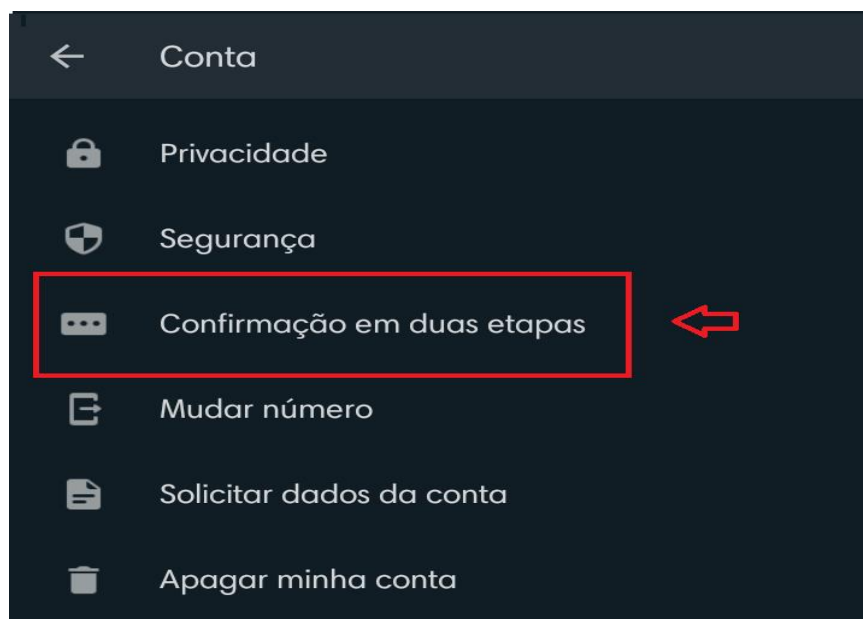 Conta
Privacidade
Segurança
Confirmação em duas etapas
Mudar número
Solicitar dados da conta
Apagar minha conta